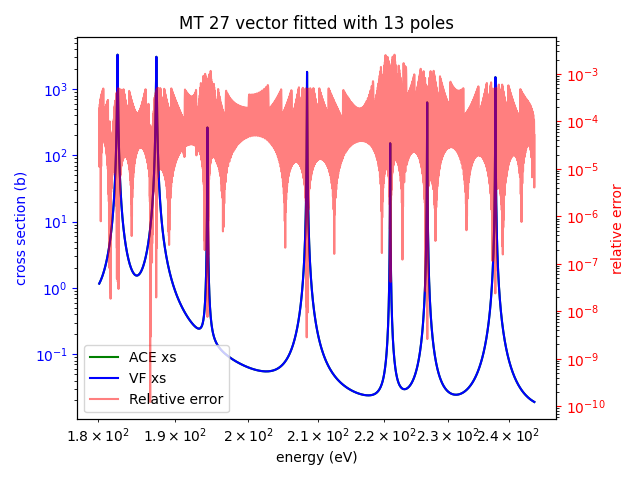 MT 27 vector fitted with 13 poles
10³
10²
10¹
10⁰
10⁻¹
cross section (b)
10⁻³
10⁻⁴
10⁻⁵
10⁻⁶
10⁻⁷
10⁻⁸
10⁻⁹
10⁻¹⁰
relative error
ACE xs
VF xs
Relative error
1.8 × 10² 1.9 × 10² 2 × 10² 2.1 × 10² 2.2 × 10² 2.3 × 10² 2.4 × 10²
energy (eV)